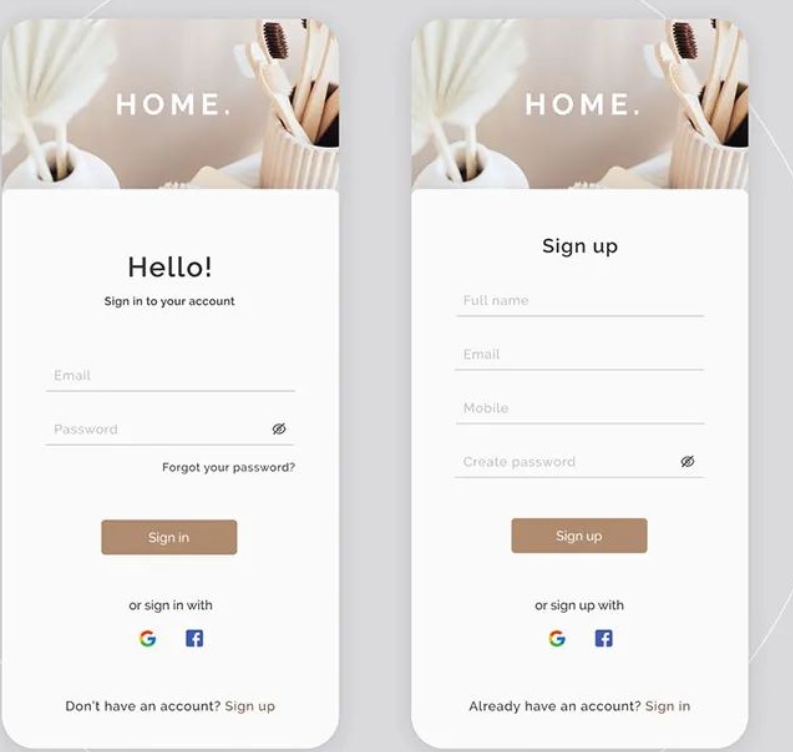 HOME.
Hello!
Sign in to your account
Email
Password
Forgot your password?
Sign in
or sign in with
G f
Don't have an account? Sign up
HOME.
Sign up
Full name
Email
Mobile
Create password
Sign up
or sign up with
G f
Already have an account? Sign in